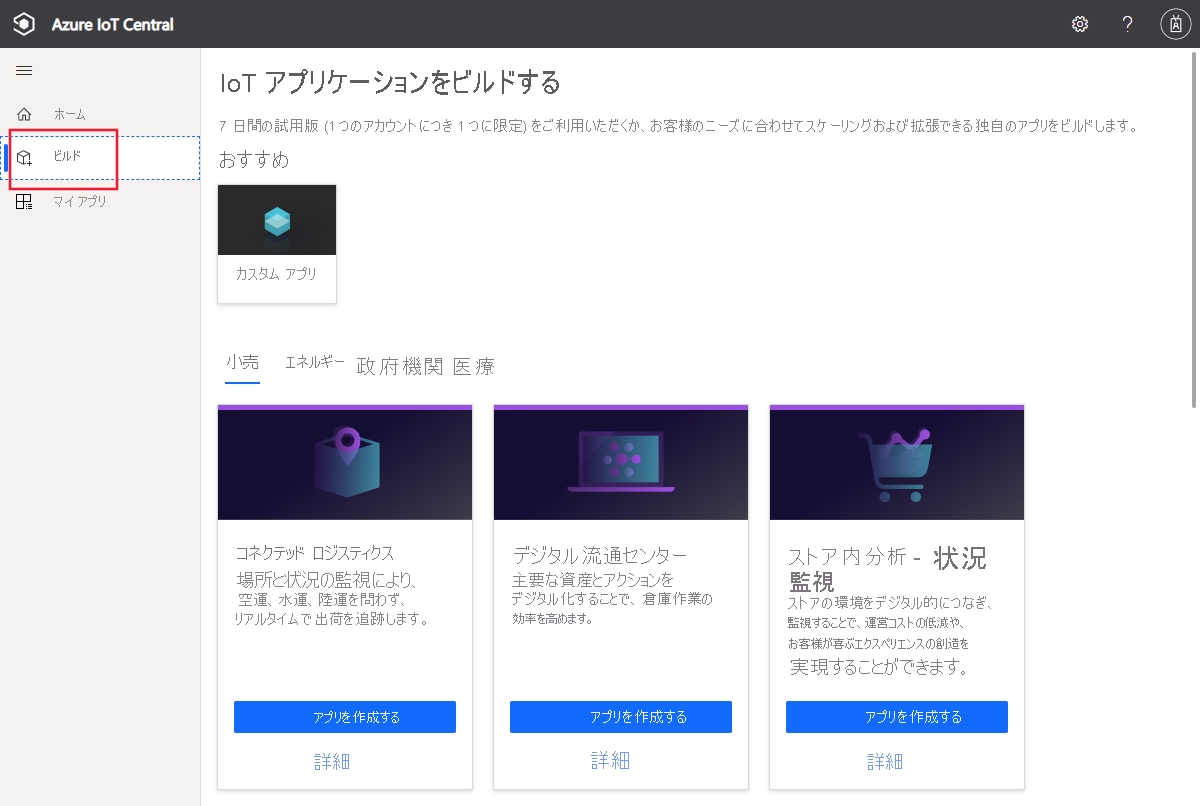 Azure IoT Central
?
ホーム
ビルド
マイ アプリ
IoT アプリケーションをビルドする
7 日間の試用版 (1 つのアカウントにつき 1 つに限定) をご利用いただくか、お客様のニーズに合わせてスケーリングおよび拡張できる独自のアプリをビルドします。
おすすめ
カスタム アプリ
小売 エネルギー 政府機関 医療
コネクテッド ロジスティクス
場所と状況の監視により、
空運、水運、陸運を問わず、
リアルタイムで出荷を追跡します。
アプリを作成する
詳細
デジタル流通センター
主要な資産とアクションを
デジタル化することで、倉庫作業の
効率を高めます。
アプリを作成する
詳細
ストア内分析 - 状況
監視
ストアの環境をデジタル的につなぎ、
監視することで、運営コストの低減や、
お客様が喜ぶエクスペリエンスの創造を
実現することができます。
アプリを作成する
詳細